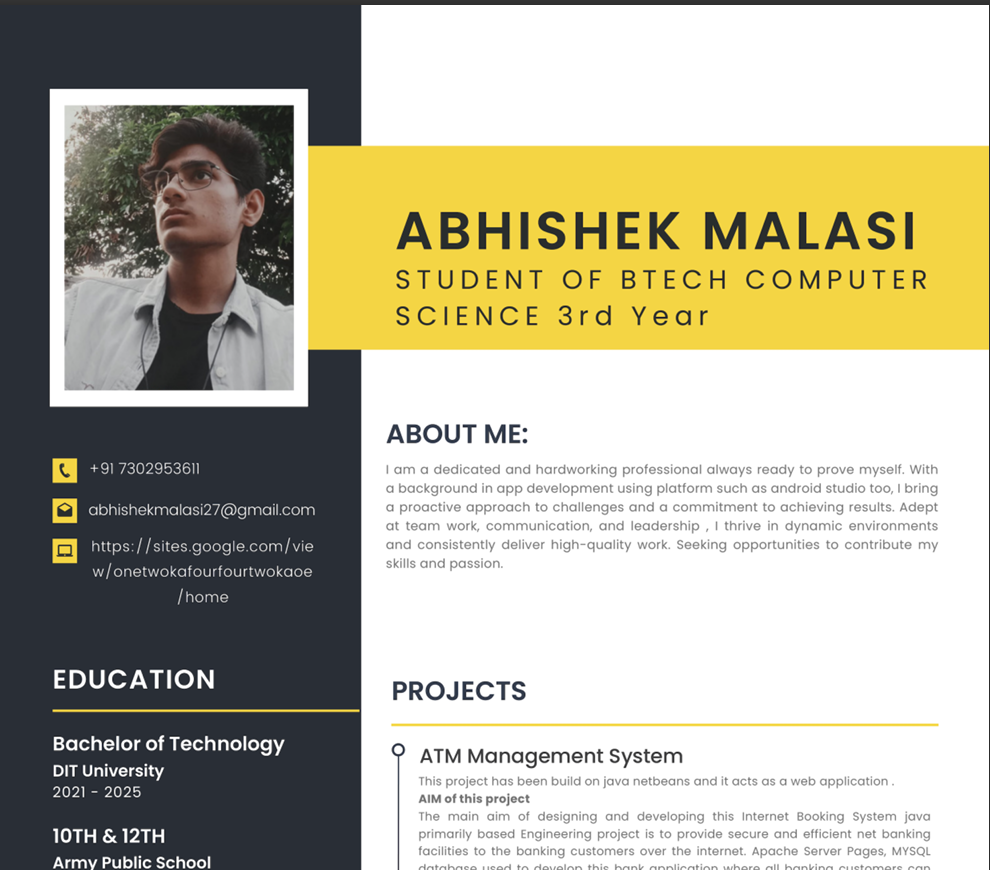 ABHISHEK MALASI
STUDENT OF BTECH COMPUTER
SCIENCE 3rd Year
+91 7302953611
abhishekmalasi27@gmail.com
https://sites.google.com/vie
w/onetwokafourfourtwokaoe
/home
EDUCATION
Bachelor of Technology
DIT University
2021 - 2025
10TH & 12TH
Army Public School
ABOUT ME:
I am a dedicated and hardworking professional always ready to prove myself. With
a background in app development using platform such as android studio too, I bring
a proactive approach to challenges and a commitment to achieving results. Adept
at team work, communication, and leadership , I thrive in dynamic environments
and consistently deliver high-quality work. Seeking opportunities to contribute my
skills and passion.
PROJECTS
ATM Management System
This project has been build on java netbeans and it acts as a web application .
AIM of this project
The main aim of designing and developing this Internet Booking System java
primarily based Engineering project is to provide secure and efficient net banking
facilities to the banking customers over the internet. Apache Server Pages, MYSQL
database used to develop this bank application where all banking customers can